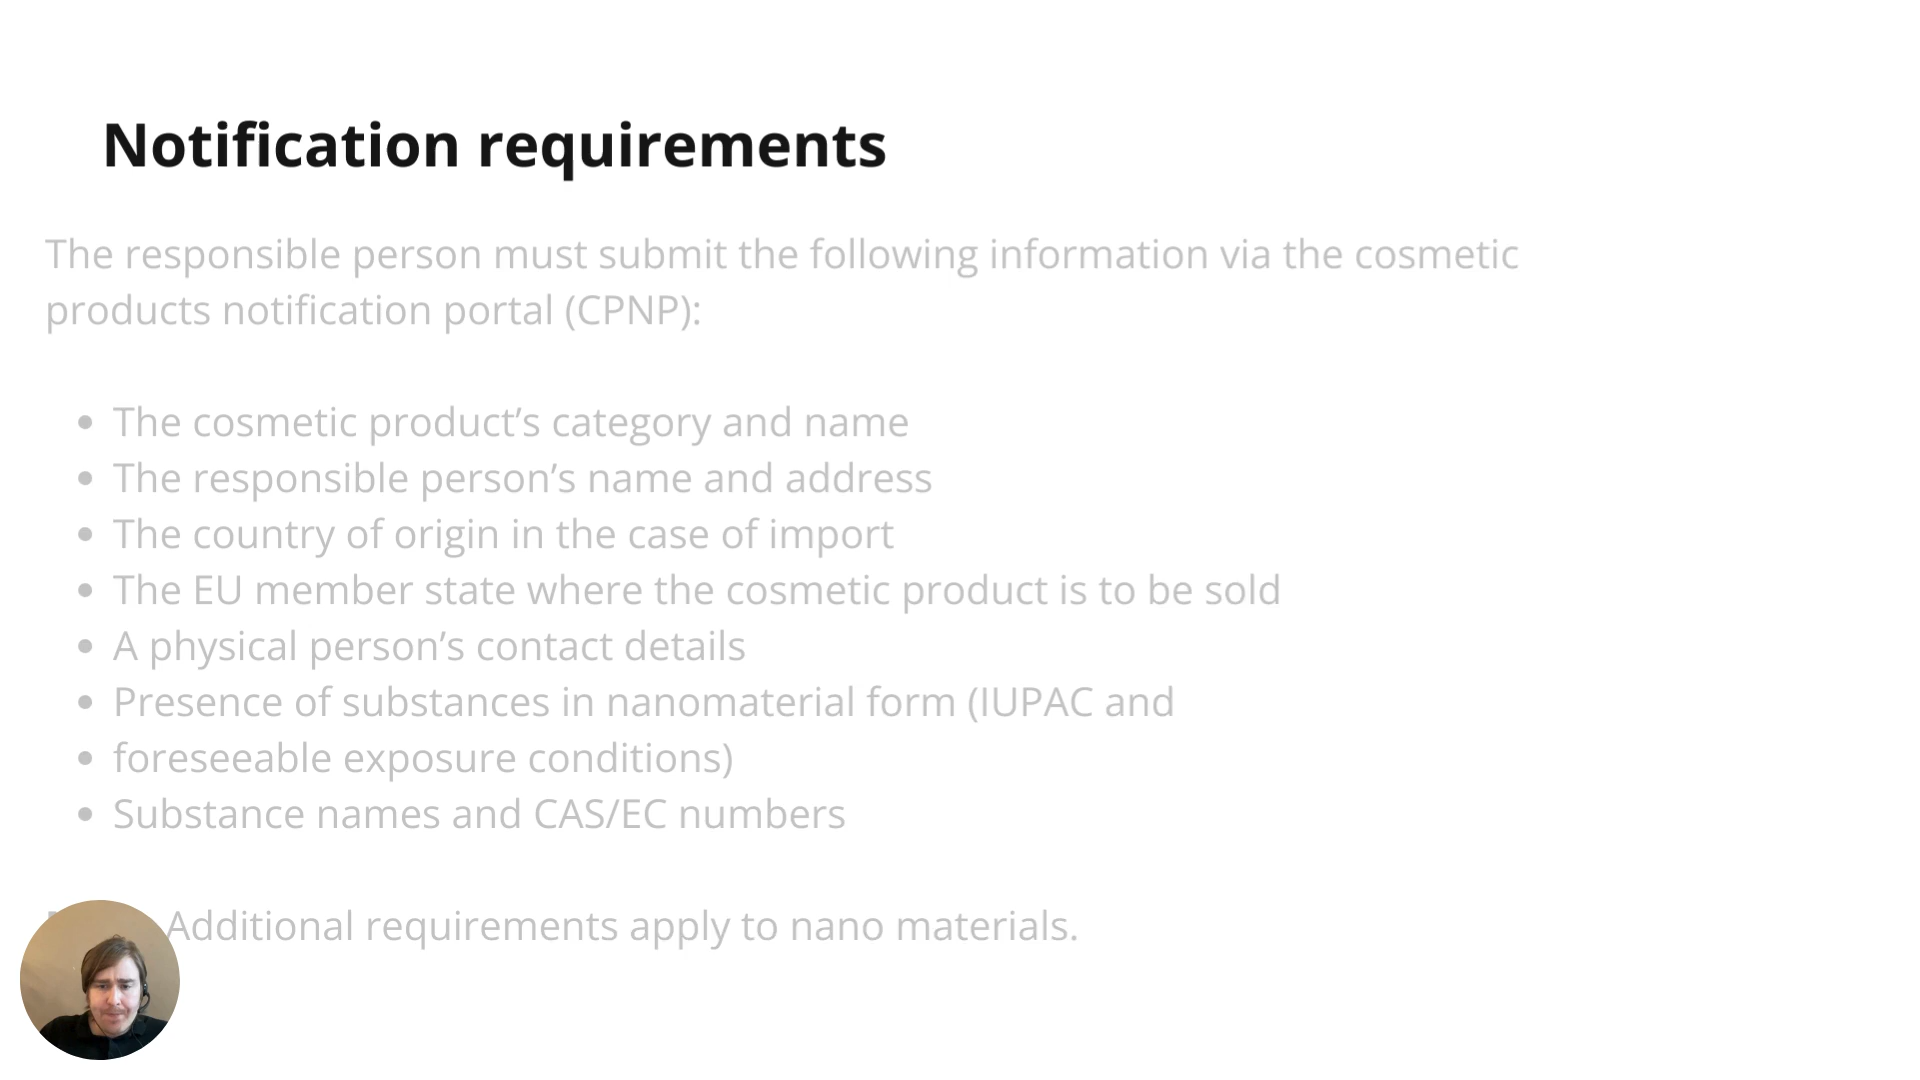 Notification requirements
The responsible person must submit the following information via the cosmetic
products notification portal (CPNP):
• The cosmetic product’s category and name
• The responsible person’s name and address
• The country of origin in the case of import
• The EU member state where the cosmetic product is to be sold
• A physical person’s contact details
• Presence of substances in nanomaterial form (IUPAC and
• foreseeable exposure conditions)
• Substance names and CAS/EC numbers
Additional requirements apply to nano materials.